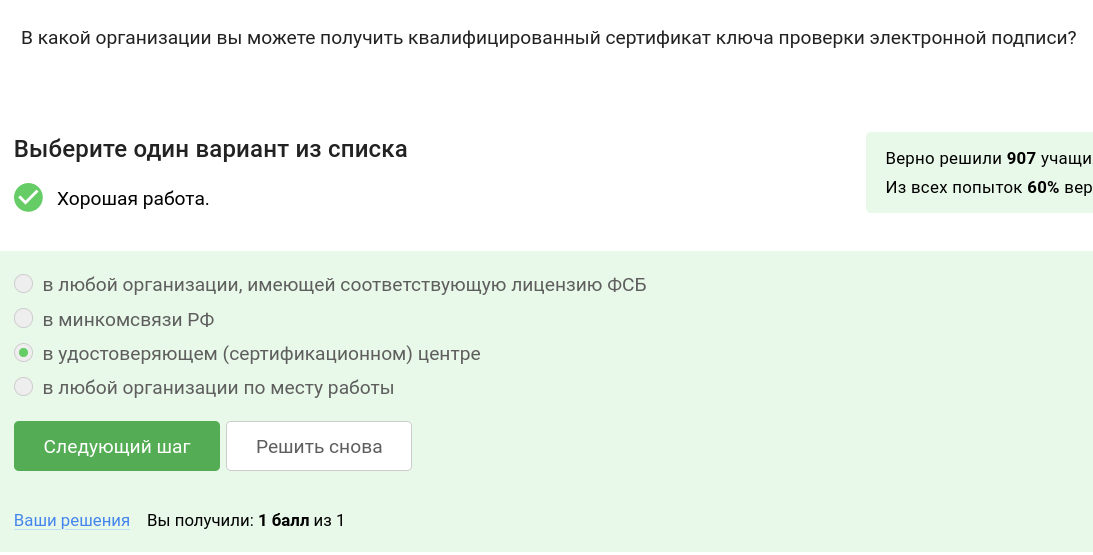 В какой организации вы можете получить квалифицированный сертификат ключа проверки электронной подписи?
Выберите один вариант из списка
Хорошая работа.
Верно решили 907 учащи
Из всех попыток 60% вер
в любой организации, имеющей соответствующую лицензию ФСБ
в минкомсвязи РФ
в удостоверяющем (сертификационном) центре
в любой организации по месту работы
Следующий шаг Решить снова
Ваши решения Вы получили: 1 балл из 1